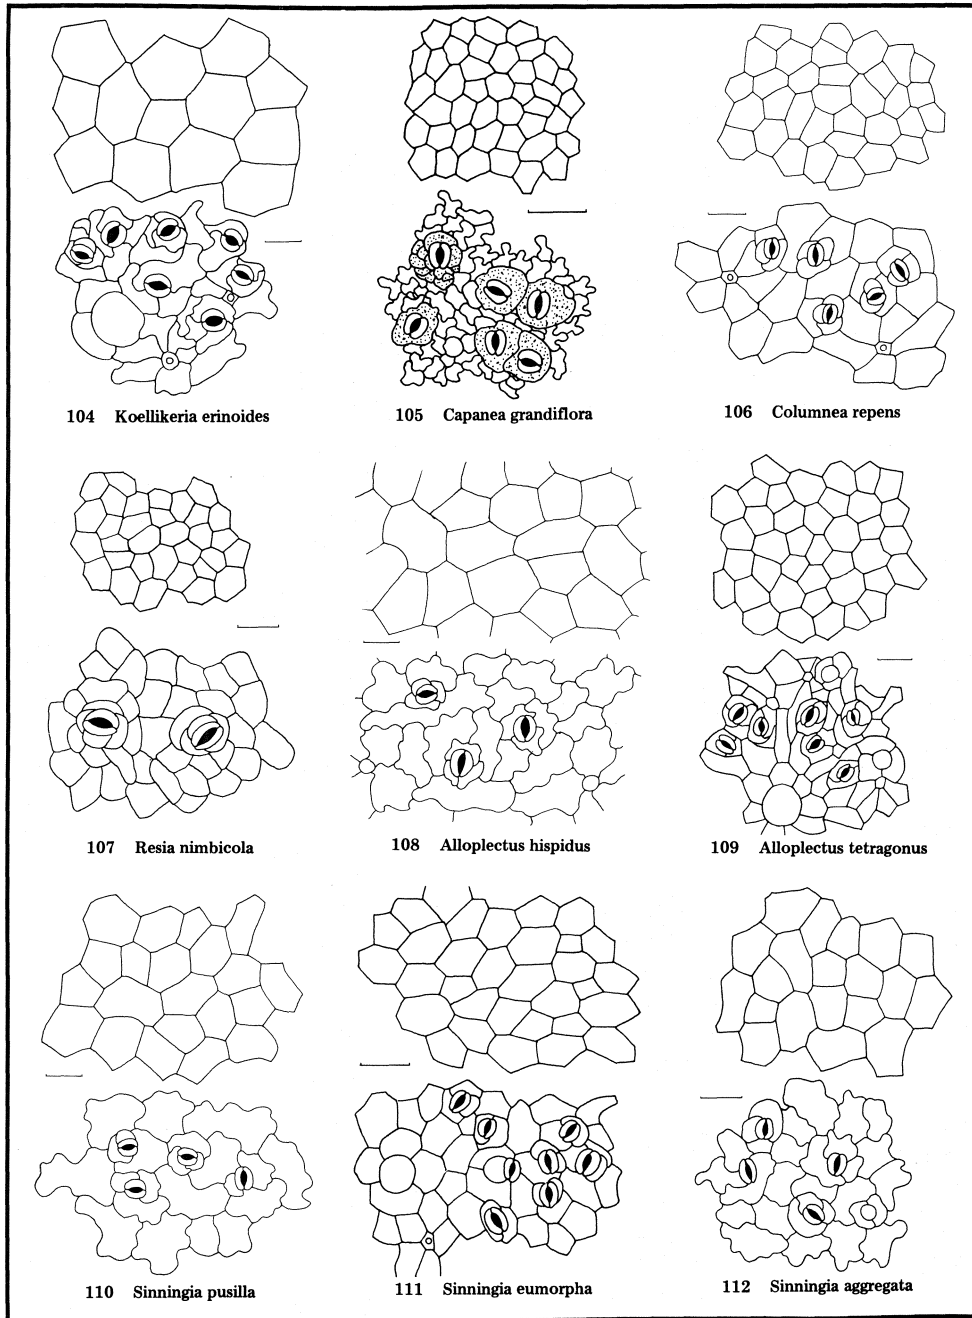 104 Koellikeria erinoides
105 Capanea grandiflora
106 Columnea repens
107 Resia nimbicola
108 Alloplectus hispidus
109 Alloplectus tetragonus
110 Sinningia pusilla
111 Sinningia eumorpha
112 Sinningia aggregata